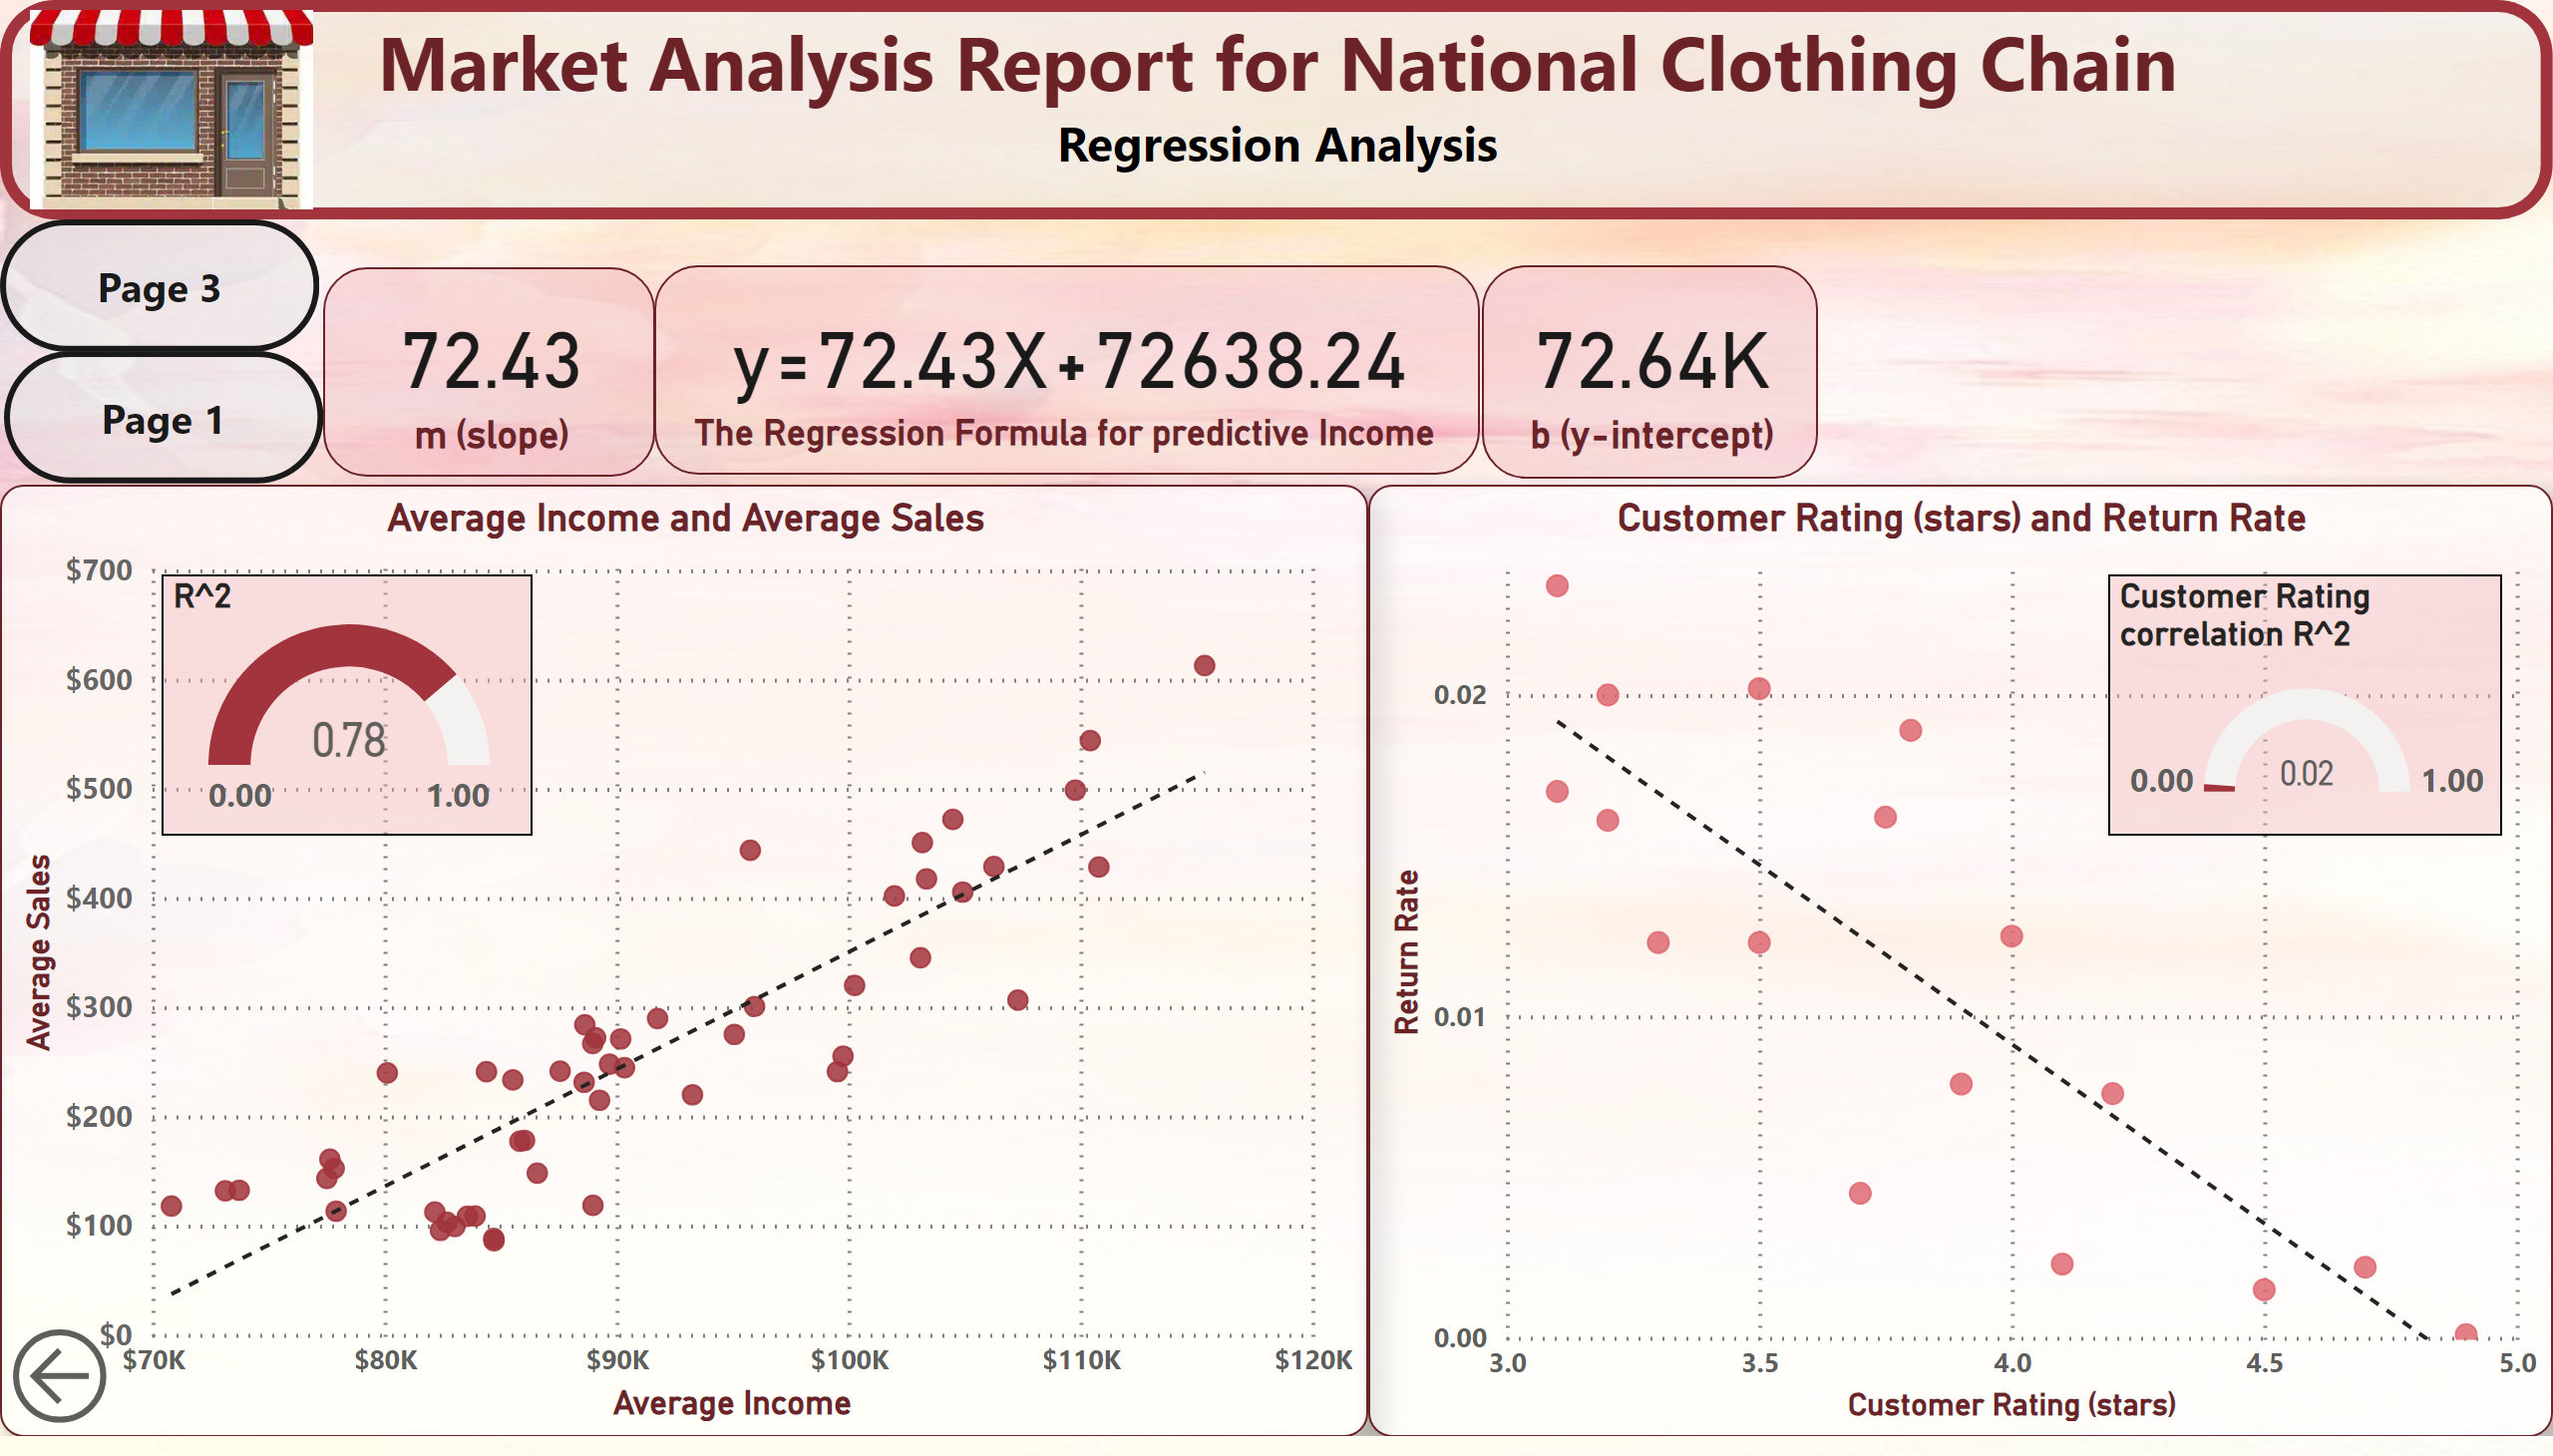 Market Analysis Report for National Clothing Chain
Regression Analysis
Page 3
Page 1
72.43
m (slope)
y=72.43X+72638.24
The Regression Formula for predictive Income
72.64K
b (y-intercept)
Average Income and Average Sales
R^2
0.78
0.00
1.00
$700
$600
$500
$400
$300
$200
$100
$0
Average Sales
$70K
$80K
$90K
$100K
$110K
$120K
Average Income
Customer Rating (stars) and Return Rate
Customer Rating
correlation R^2
0.00
0.02
1.00
0.02
0.01
0.00
Return Rate
3.0
3.5
4.0
4.5
5.0
Customer Rating (stars)